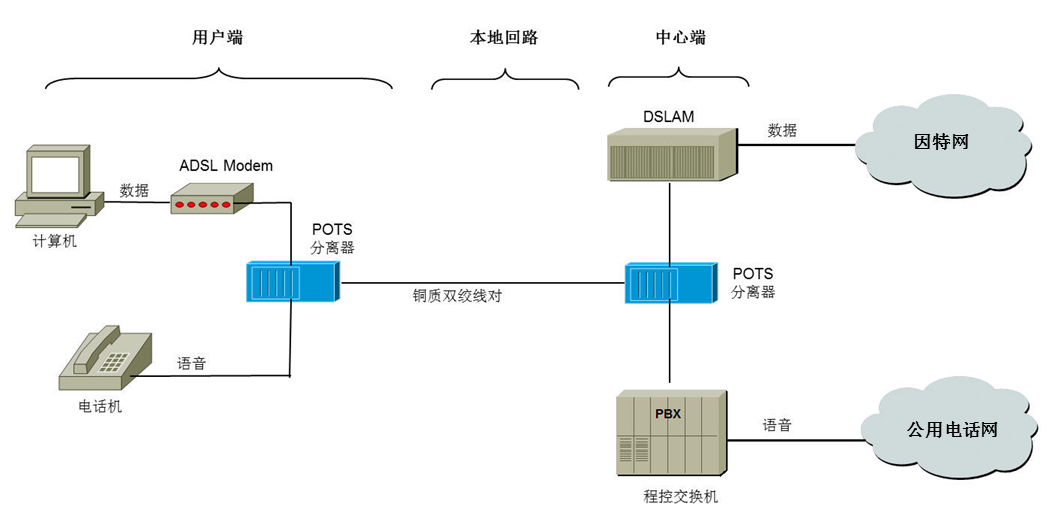 用户端
本地回路
中心端
DSLAM
数据
因特网
ADSL Modem
数据
计算机
POTS
分离器
铜质双绞线对
POTS
分离器
语音
电话机
PBX
语音
公用电话网
程控交换机